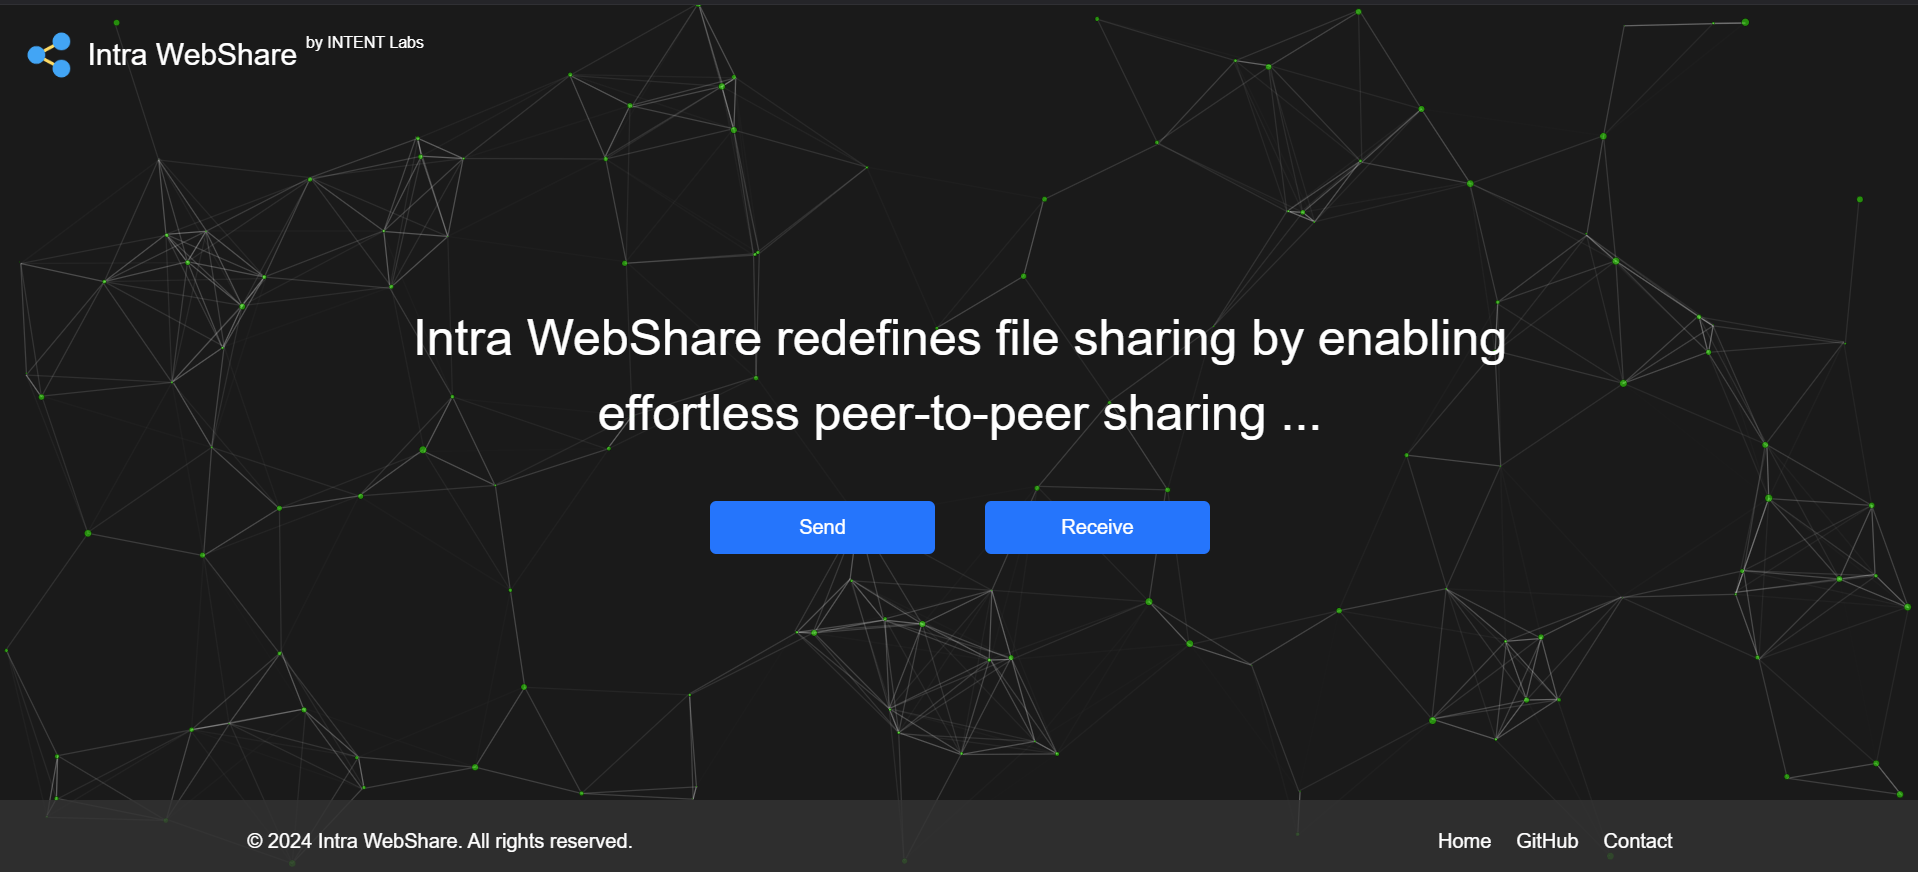 Intra WebShare by INTENT Labs
Intra WebShare redefines file sharing by enabling
effortless peer-to-peer sharing ...
Send Receive
© 2024 Intra WebShare. All rights reserved. Home GitHub Contact